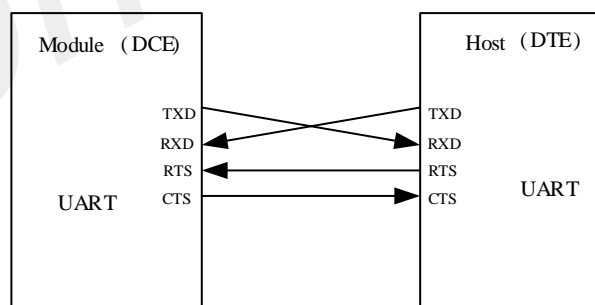 Module (DCE)
Host (DTE)
TXD
TXD
RXD
RXD
RTS
RTS
UART
CTS
CTS
UART